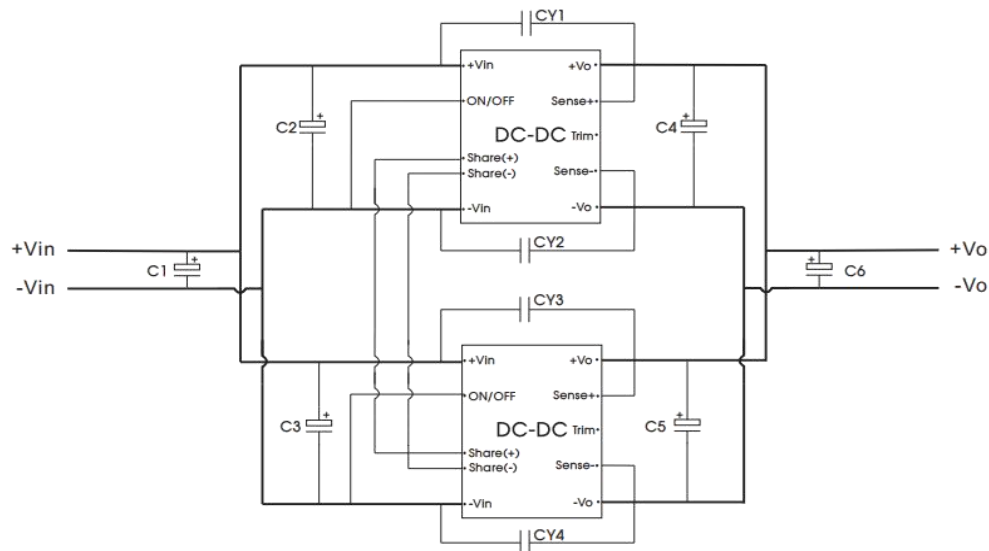 CY1
+Vin
+Vo
ON/OFF
Sense+
C2
+
DC-DC
Trim
C4
+
Share(+)
Share(-)
Sense-
-Vin
-Vo
CY2
+Vin
+Vo
C1
+
+
C6
-Vin
-Vo
CY3
+Vin
+Vo
ON/OFF
Sense+
C3
+
DC-DC
Trim
C5
+
Share(+)
Share(-)
Sense-
-Vin
-Vo
CY4